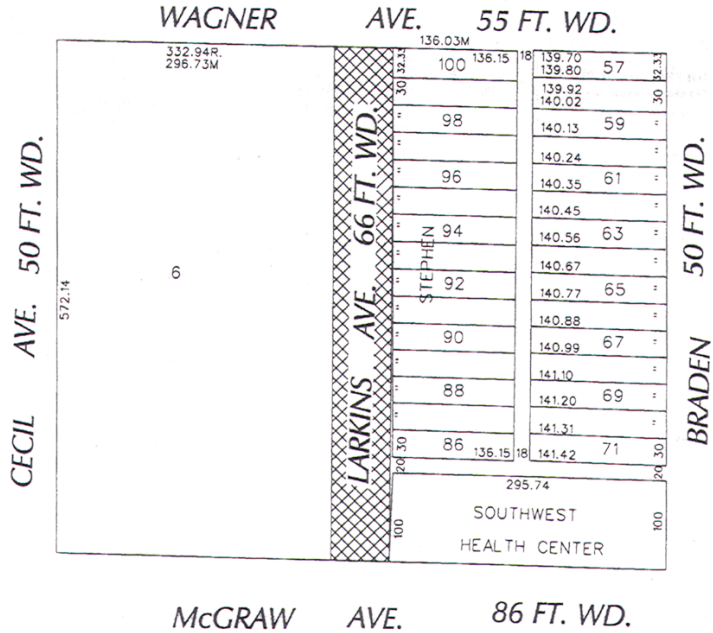 WAGNER AVE. 55 FT. WD.
332.94R.
296.73M
136.03M
CECIL AVE. 50 FT. WD.
572.14
6
LARKINS AVE. 66 FT. WD.
STEPHEN
32.33 100 136.15 18 139.70 57 32.33
139.80
30 139.92 30
140.02
" 98 140.13 59 "
" 140.24 "
" 96 140.35 61 "
" 140.45 "
" 94 140.56 63 "
" 140.67 "
" 92 140.77 65 "
" 140.88 "
" 90 140.99 67 "
" 141.10 "
" 88 141.20 69 "
" 141.31 "
30 86 136.15 18 141.42 71 30
20 20
295.74
100 SOUTHWEST 100
HEALTH CENTER
BRADEN 50 FT. WD.
McGRAW AVE. 86 FT. WD.